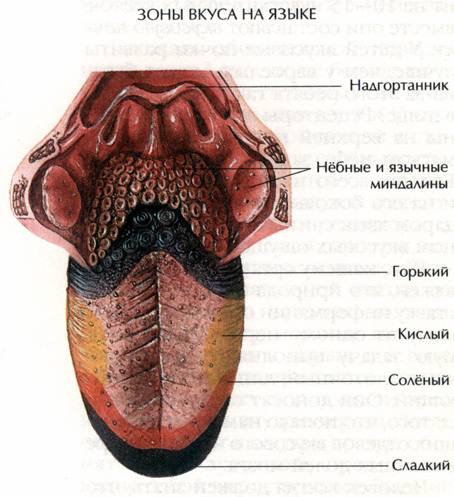 ЗОНЫ ВКУСА НА ЯЗЫКЕ
Надгортанник
Нёбные и язычные
миндалины
Горький
Кислый
Солёный
Сладкий